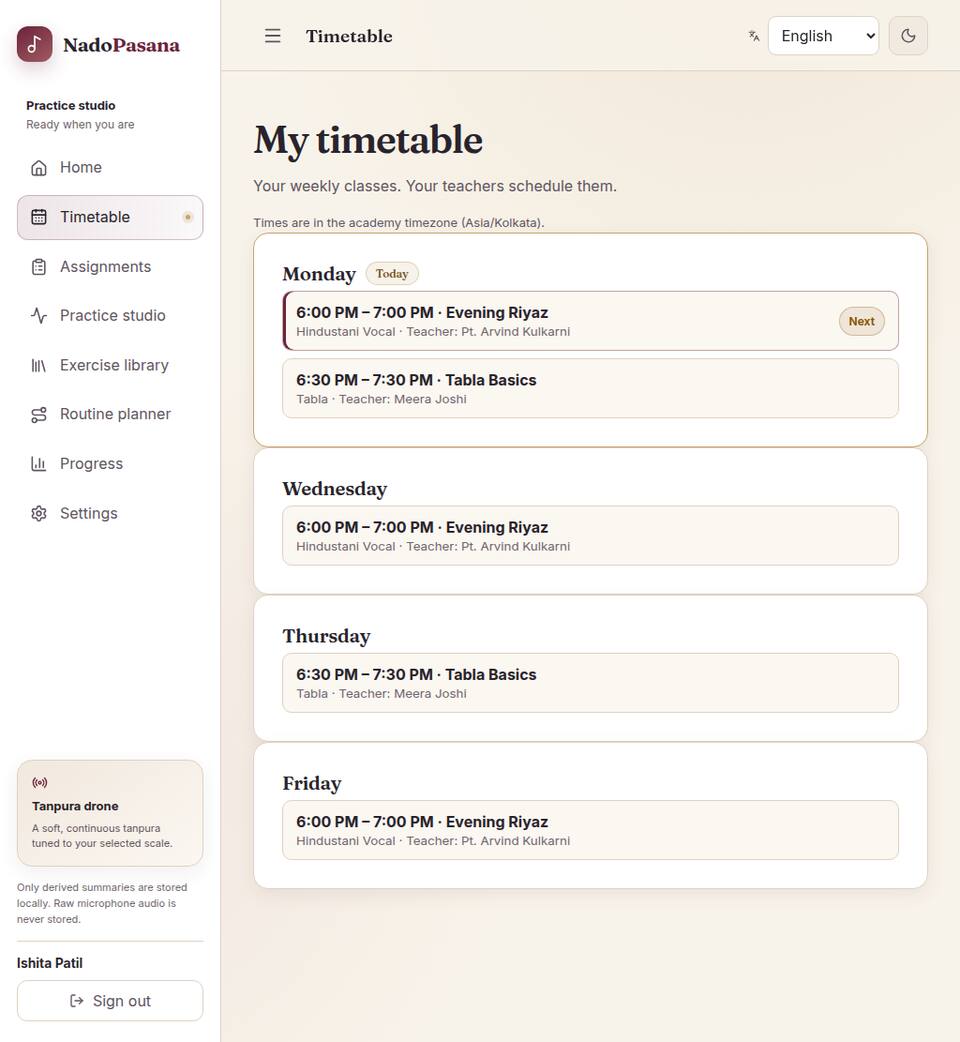 NadoPasana
Practice studio
Ready when you are
Home
Timetable
Assignments
Practice studio
Exercise library
Routine planner
Progress
Settings
Tanpura drone
A soft, continuous tanpura
tuned to your selected scale.
Only derived summaries are stored
locally. Raw microphone audio is
never stored.
Ishita Patil
Sign out
Timetable
English
My timetable
Your weekly classes. Your teachers schedule them.
Times are in the academy timezone (Asia/Kolkata).
Monday Today
6:00 PM – 7:00 PM · Evening Riyaz
Hindustani Vocal · Teacher: Pt. Arvind Kulkarni
Next
6:30 PM – 7:30 PM · Tabla Basics
Tabla · Teacher: Meera Joshi
Wednesday
6:00 PM – 7:00 PM · Evening Riyaz
Hindustani Vocal · Teacher: Pt. Arvind Kulkarni
Thursday
6:30 PM – 7:30 PM · Tabla Basics
Tabla · Teacher: Meera Joshi
Friday
6:00 PM – 7:00 PM · Evening Riyaz
Hindustani Vocal · Teacher: Pt. Arvind Kulkarni